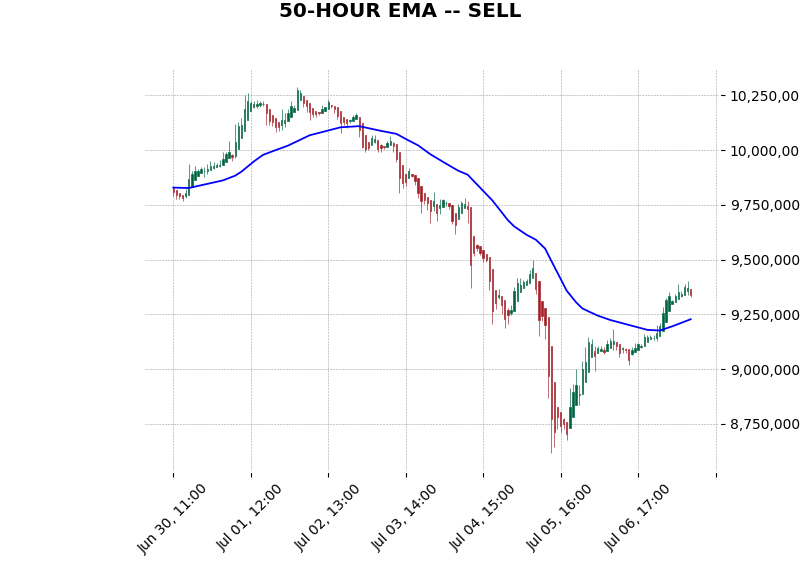 50-HOUR EMA -- SELL
10,250,00
10,000,00
9,750,000
9,500,000
9,250,000
9,000,000
8,750,000
Jun 30, 11:00
Jul 01, 12:00
Jul 02, 13:00
Jul 03, 14:00
Jul 04, 15:00
Jul 05, 16:00
Jul 06, 17:00